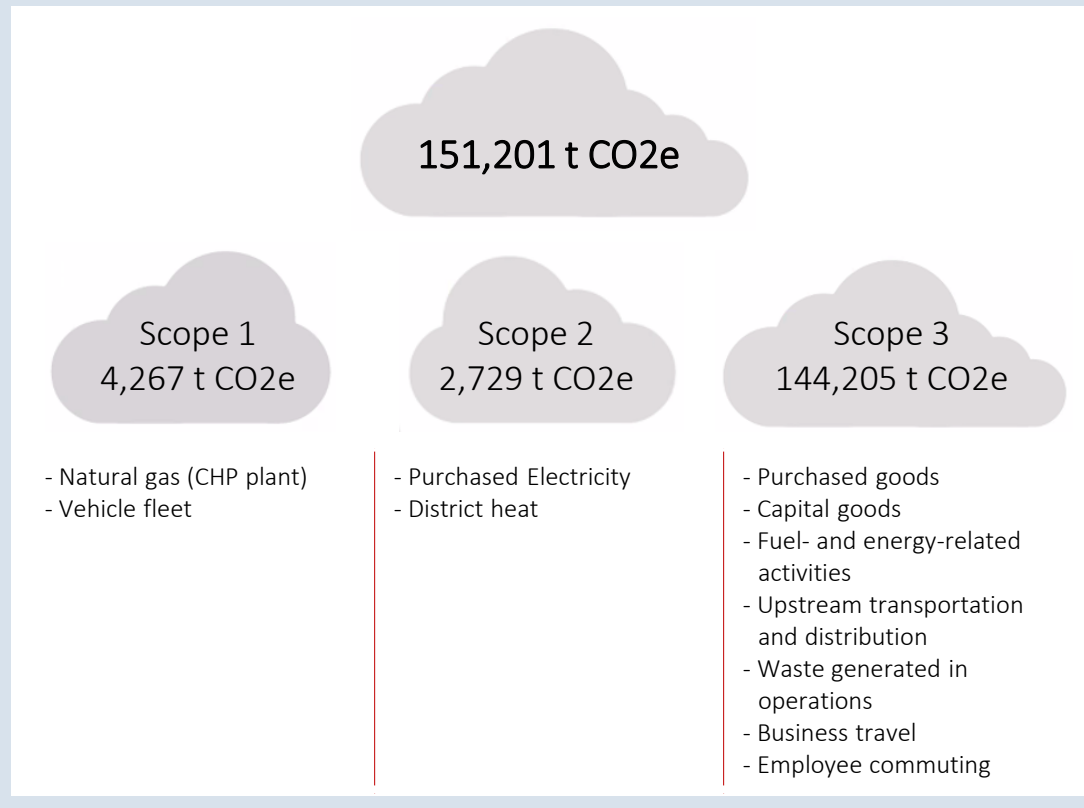 151,201 t CO2e
Scope 1
4,267 t CO2e
Scope 2
2,729 t CO2e
Scope 3
144,205 t CO2e
- Natural gas (CHP plant)
- Vehicle fleet
- Purchased Electricity
- District heat
- Purchased goods
- Capital goods
- Fuel- and energy-related
activities
- Upstream transportation
and distribution
- Waste generated in
operations
- Business travel
- Employee commuting